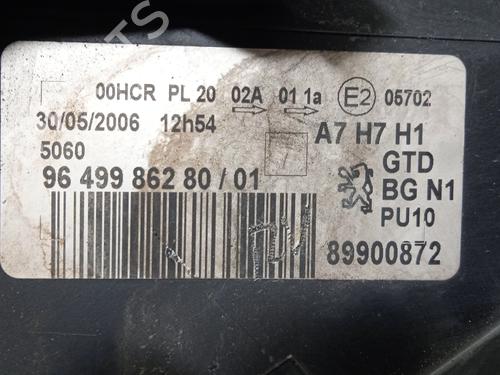 00HCR PL 20 02A 01 1a E2 05702
30/05/2006 12h54 A7 H7 H1
5060 GTD
96 499 862 80 / 01 BG N1
PU10
89900872